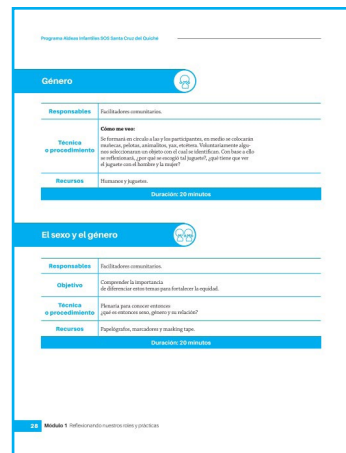 Programa Aldeas Infantiles SOS Santa Cruz del Quiché
Género
Responsables
Facilitadores comunitarios.
Técnica
o procedimiento
Cómo me veo:
Se formará en círculo a las y los participantes, en medio se colocarán
muñecas, pelotas, animalitos, yax, etcétera. Voluntariamente algu-
nos seleccionaran un objeto con el cual se identifican. Con base a ello
se reflexionará, ¿por qué se escogió tal juguete?, ¿qué tiene que ver
el juguete con el hombre y la mujer?
Recursos
Humanos y juguetes.
Duración: 20 minutos
El sexo y el género
Responsables
Facilitadores comunitarios.
Objetivo
Comprender la importancia
de diferenciar estos temas para fortalecer la equidad.
Técnica
o procedimiento
Plenaria para conocer entonces
¿qué es entonces sexo, género y su relación?
Recursos
Papelógrafos, marcadores y masking tape.
Duración: 20 minutos
28 Módulo 1 Reflexionando nuestros roles y prácticas